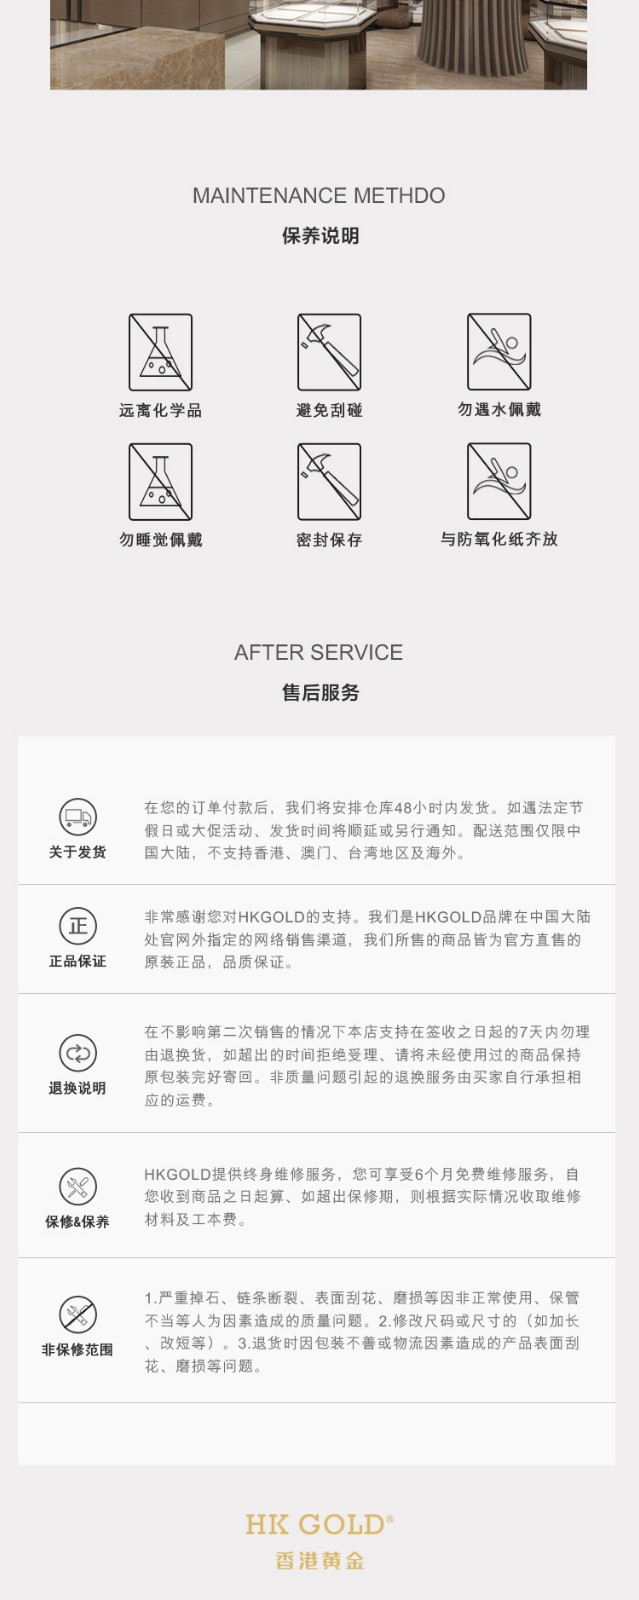 MAINTENANCE METHDO
保养说明
远离化学品 避免刮碰 勿遇水佩戴
勿睡觉佩戴 密封保存 与防氧化纸齐放
AFTER SERVICE
售后服务
在您的订单付款后，我们将安排仓库48小时内发货。如遇法定节
假日或大促活动、发货时间将顺延或另行通知。配送范围仅限中
国大陆，不支持香港、澳门、台湾地区及海外。
关于发货
非常感谢您对HKGOLD的支持。我们是HKGOLD品牌在中国大陆
处官网外指定的网络销售渠道，我们所售的商品皆为官方直售的
原装正品，品质保证。
正
正品保证
在不影响第二次销售的情况下本店支持在签收之日起的7天内勿理
由退换货，如超出的时间拒绝受理、请将未经使用过的商品保持
原包装完好寄回。非质量问题引起的退换服务由买家自行承担相
应的运费。
退换说明
HKGOLD提供终身维修服务，您可享受6个月免费维修服务，自
您收到商品之日起算、如超出保修期，则根据实际情况收取维修
材料及工本费。
保修&保养
1.严重掉石、链条断裂、表面刮花、磨损等因非正常使用、保管
不当等人为因素造成的质量问题。2.修改尺码或尺寸的（如加长
、改短等）。3.退货时因包装不善或物流因素造成的产品表面刮
花、磨损等问题。
非保修范围
HK GOLD®
香港黄金